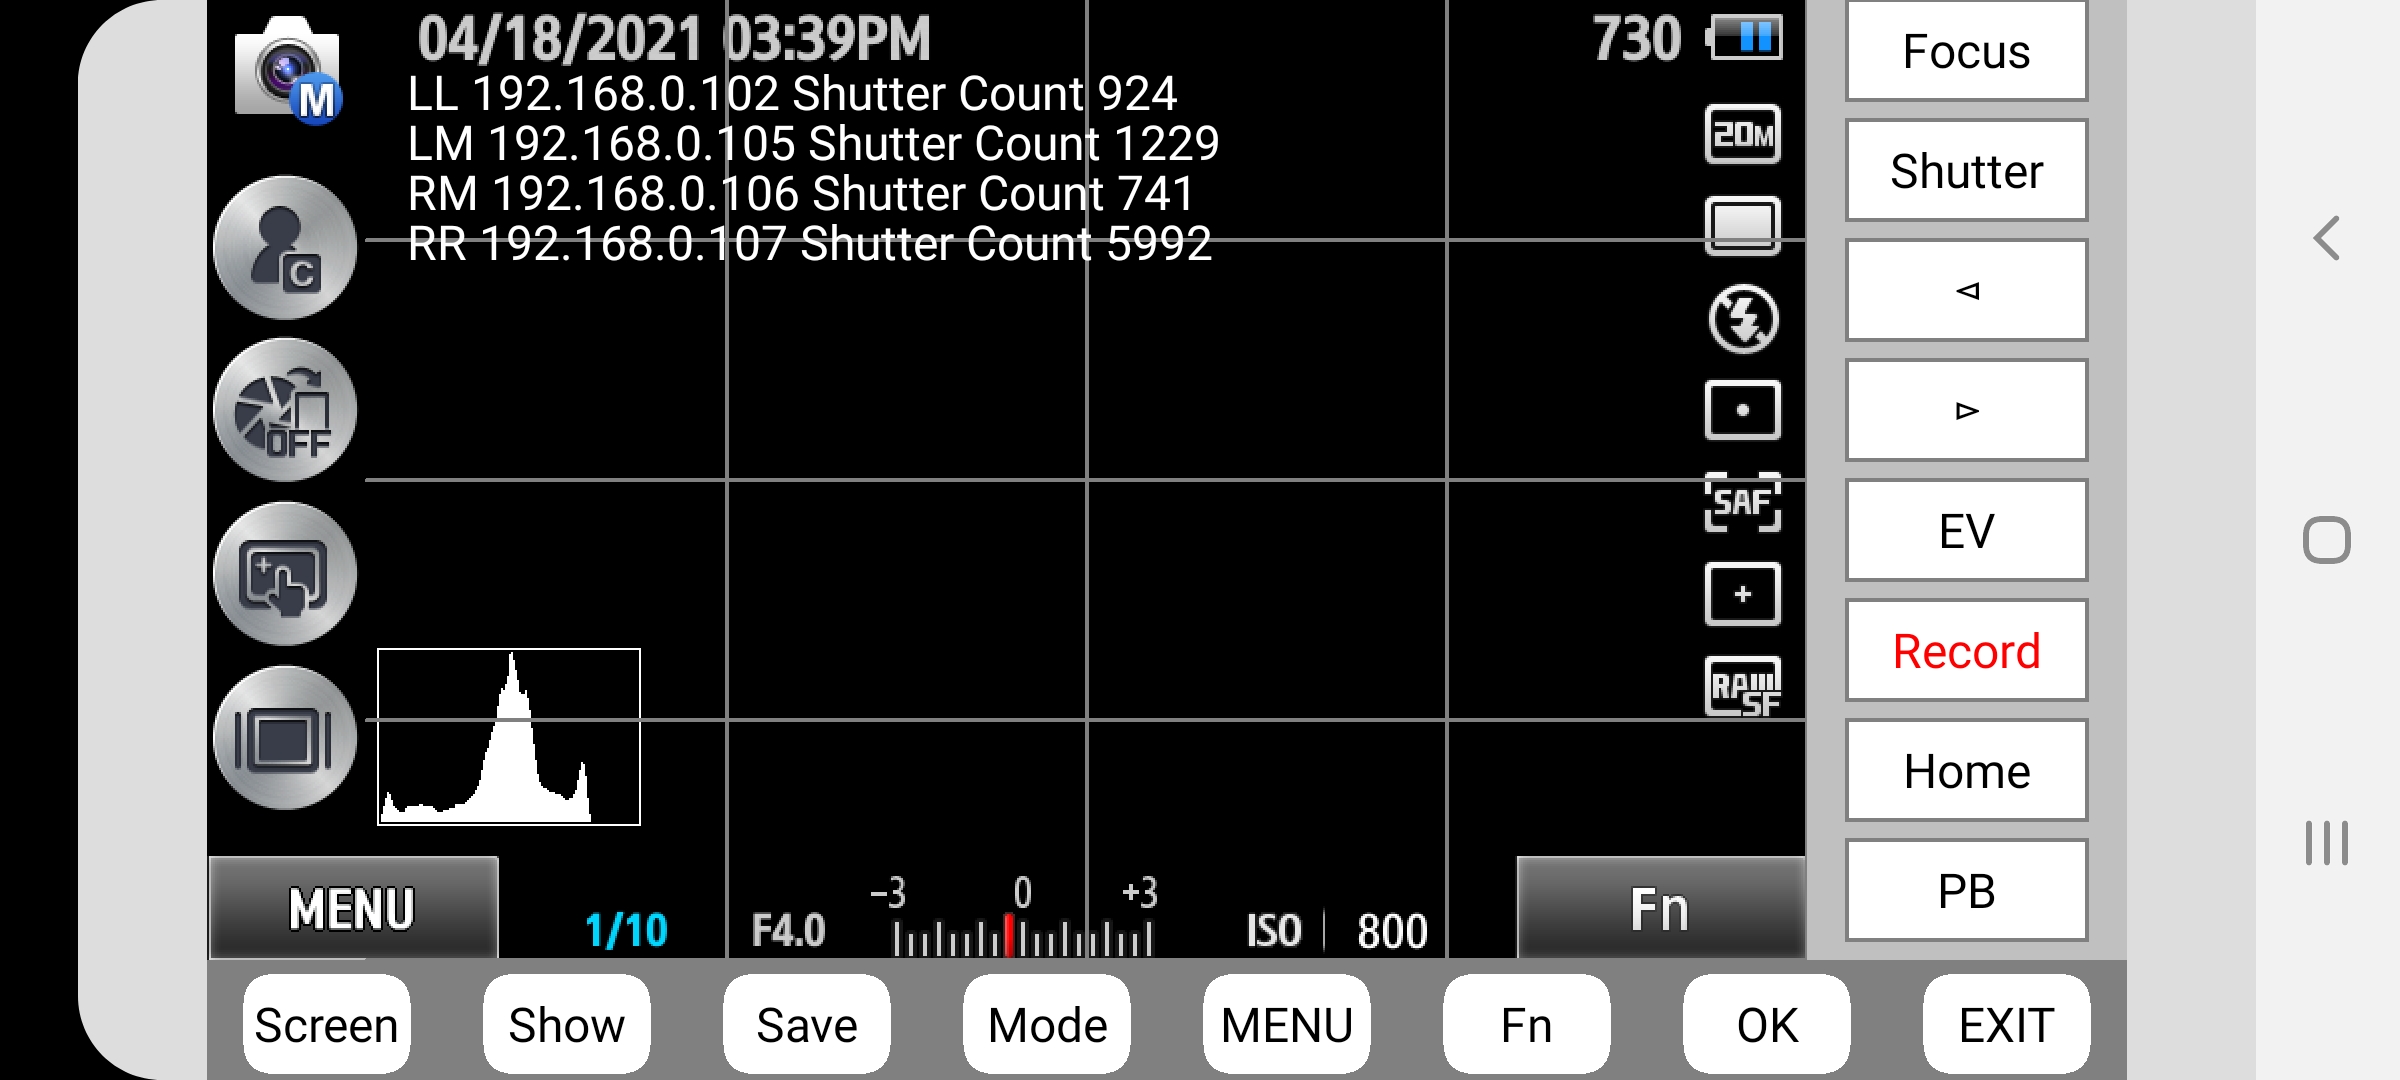 04/18/2021 03:39PM
730
LL 192.168.0.102 Shutter Count 924
LM 192.168.0.105 Shutter Count 1229
RM 192.168.0.106 Shutter Count 741
RR 192.168.0.107 Shutter Count 5992
M
C
OFF
20M
SAF
RAW
SF
MENU
1/10
F4.0
-3 0 +3
ISO 800
Fn
Focus
Shutter
EV
Record
Home
PB
Screen
Show
Save
Mode
MENU
Fn
OK
EXIT